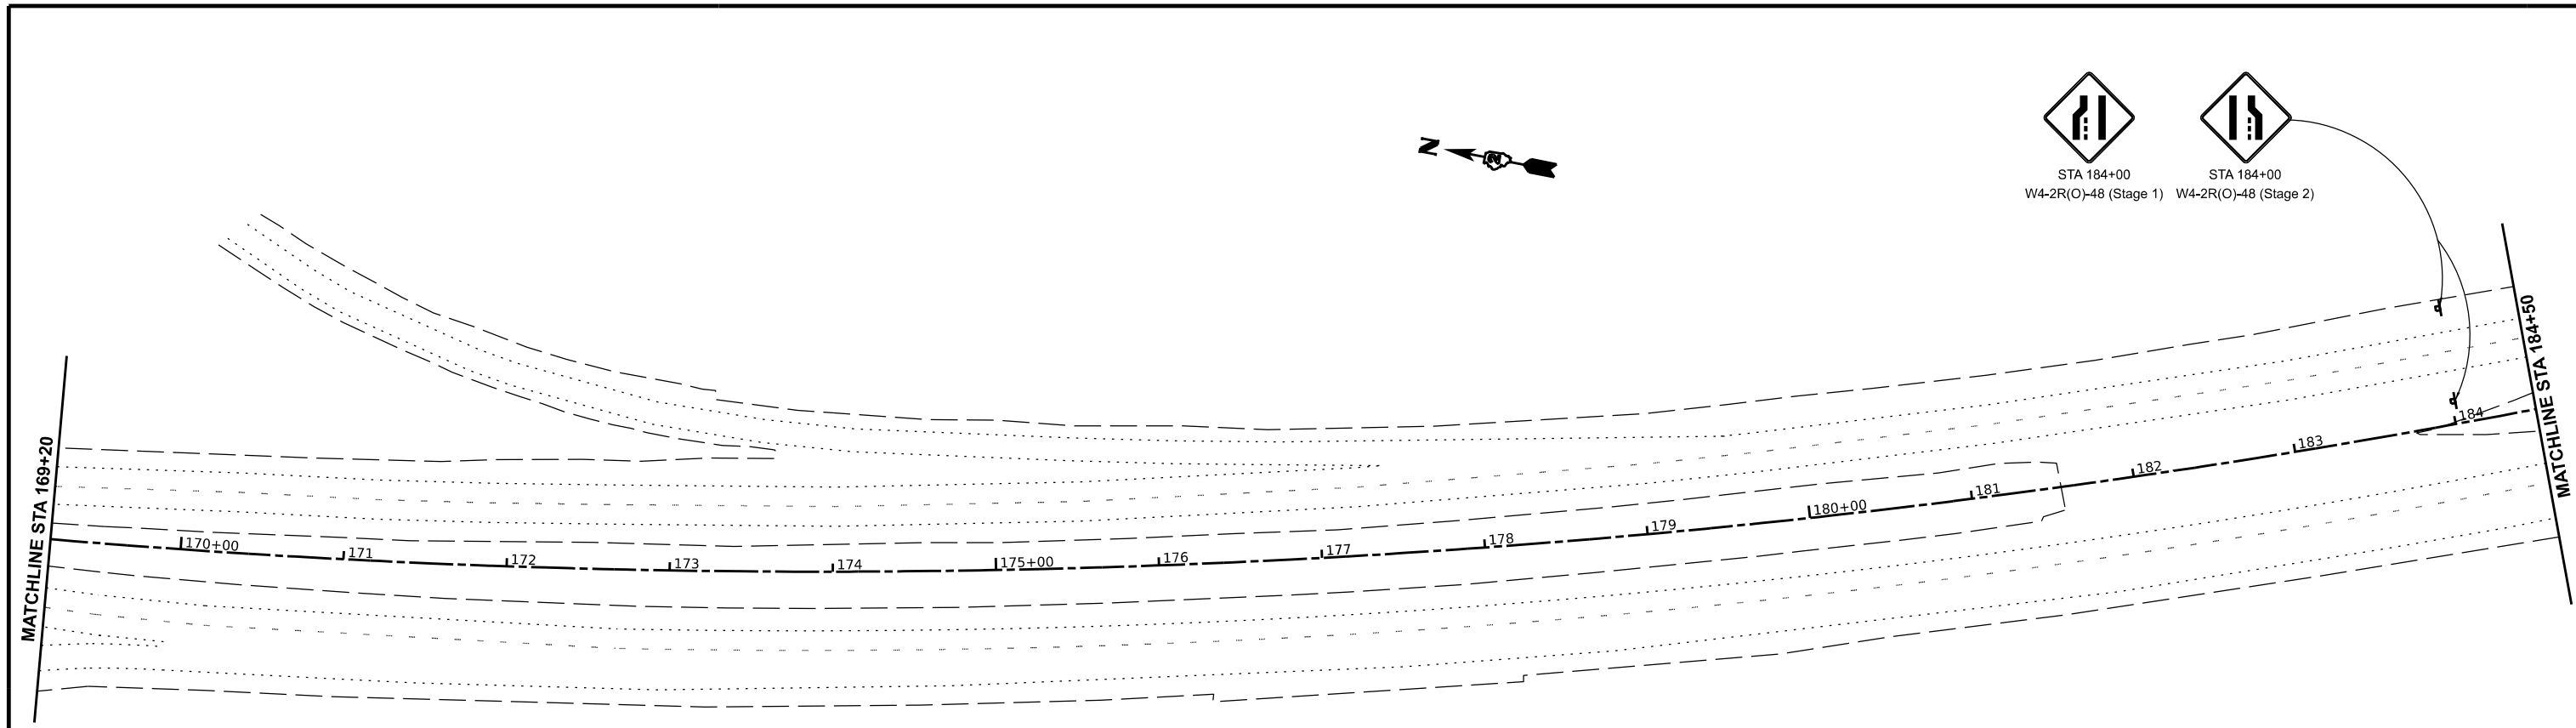 N
2
STA 184+00
W4-2R(O)-48 (Stage 1)
STA 184+00
W4-2R(O)-48 (Stage 2)
MATCHLINE STA 169+20
170+00
171
172
173
174
175+00
176
177
178
179
180+00
181
182
183
184
MATCHLINE STA 184+50